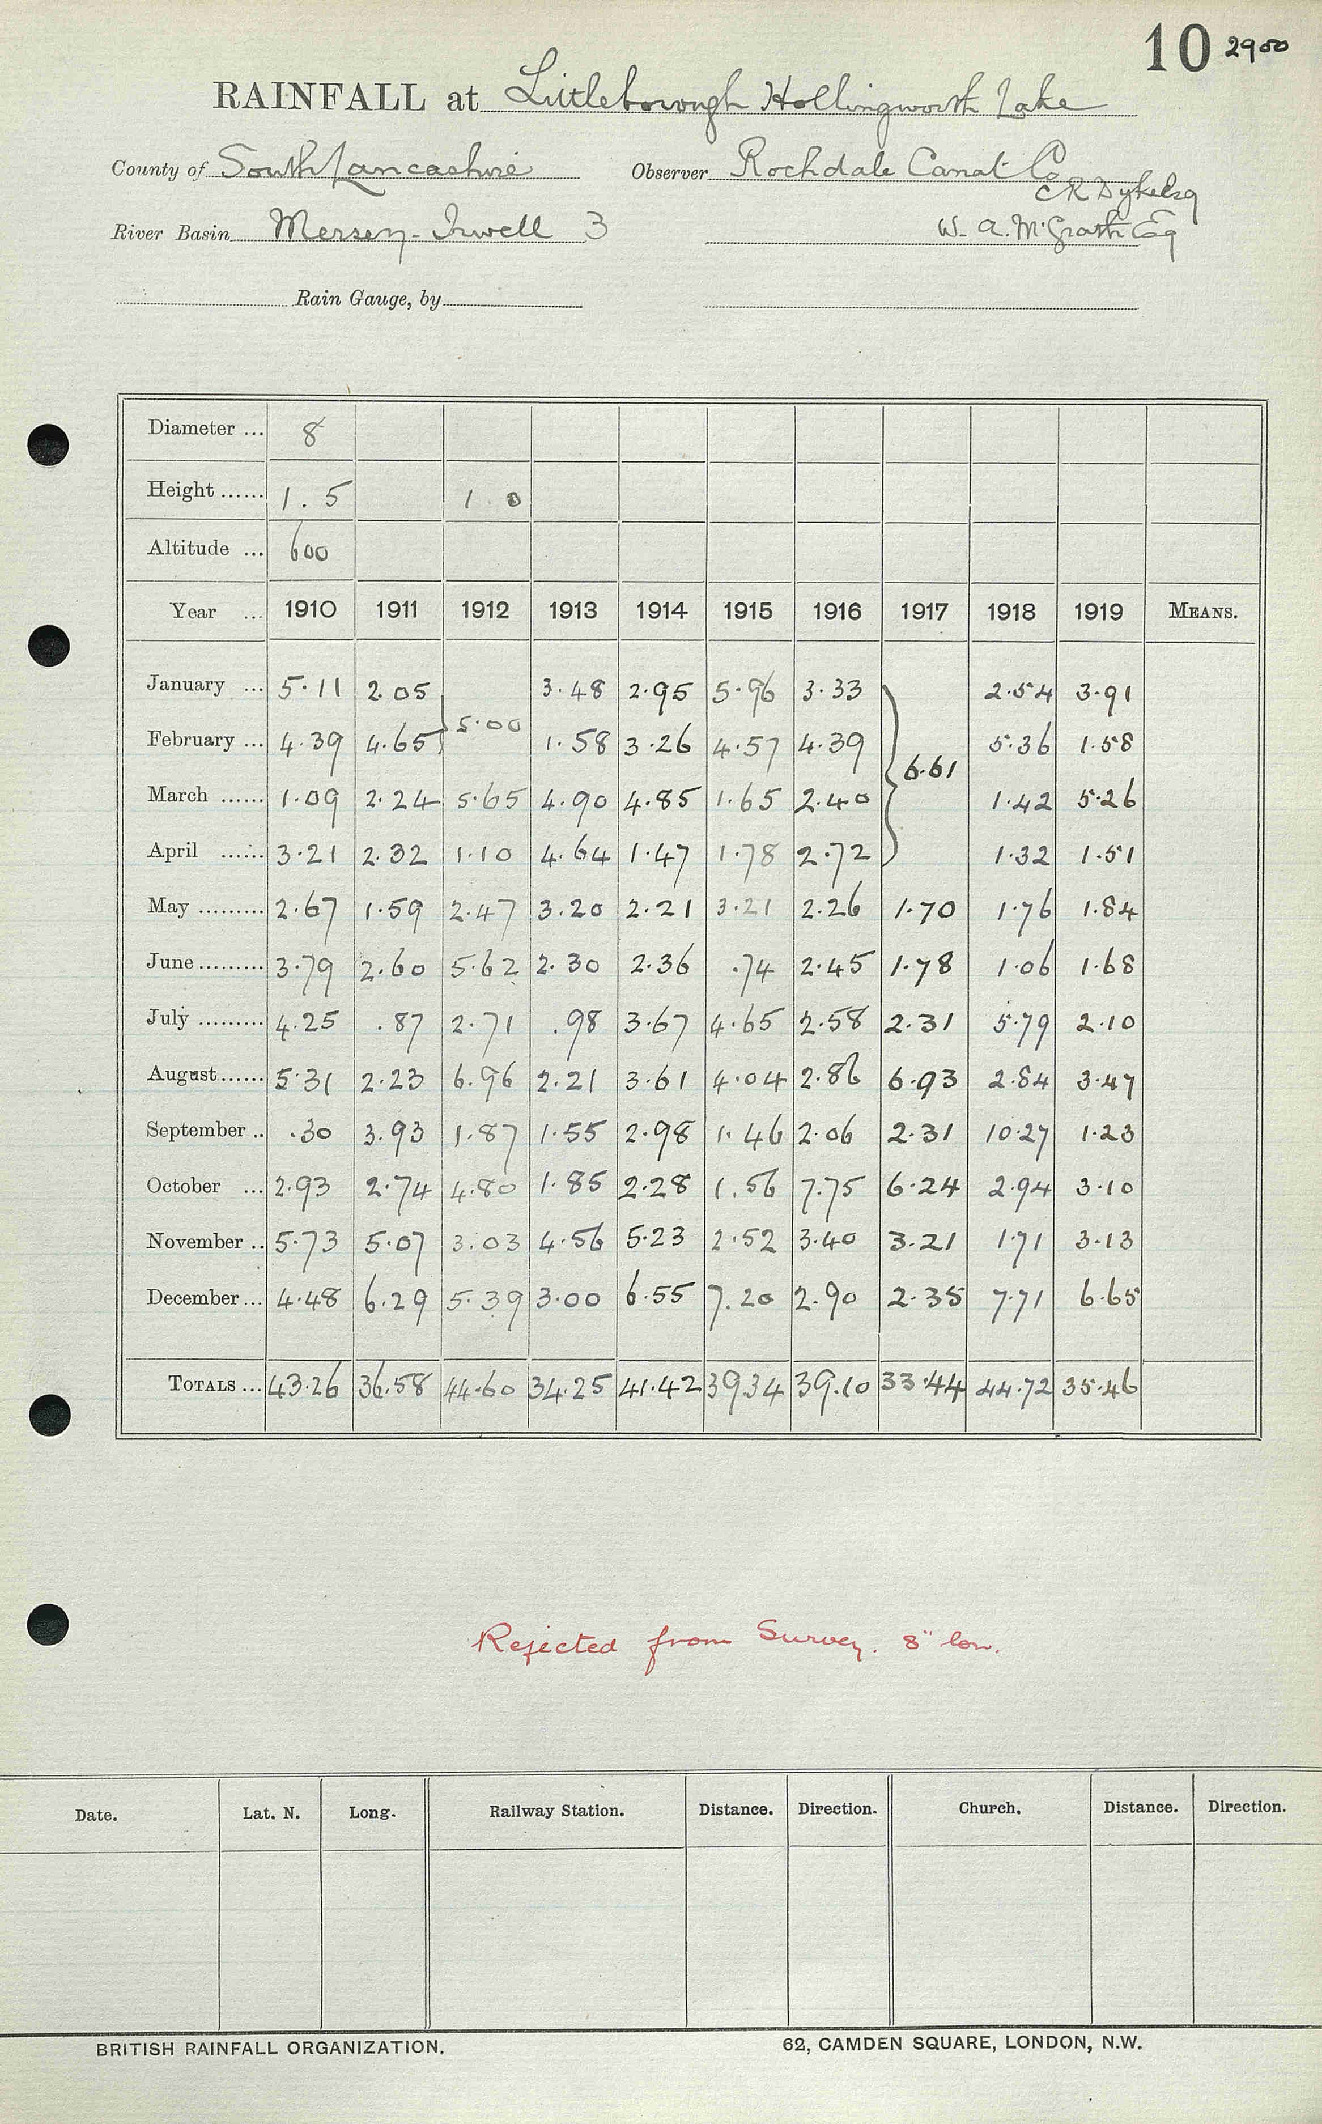 10 2900
RAINFALL at Littleborough Hollingworth Lake
County of South Lancashire Observer Rochdale Canal Co
C R Dyke Esq
River Basin Mersey-Irwell 3 W. A. McGrath Esq
Rain Gauge, by
Diameter ... 8
Height ...... 1.5 1 0
Altitude ... 600
Year ... 1910 1911 1912 1913 1914 1915 1916 1917 1918 1919 MEANS.
January ... 5.11 2.05 3.48 2.95 5.96 3.33 2.54 3.91
5.00
February ... 4.39 4.65 1.58 3.26 4.57 4.39 5.36 1.58
6.61
March ...... 1.09 2.24 5.65 4.90 4.85 1.65 2.40 1.42 5.26
April ...... 3.21 2.32 1.10 4.64 1.47 1.78 2.72 1.32 1.51
May ......... 2.67 1.59 2.47 3.20 2.21 3.21 2.26 1.70 1.76 1.84
June ......... 3.79 2.60 5.62 2.30 2.36 .74 2.45 1.78 1.06 1.68
July ......... 4.25 .87 2.71 .98 3.67 4.65 2.58 2.31 5.79 2.10
August ...... 5.31 2.23 6.96 2.21 3.61 4.04 2.86 6.93 2.84 3.47
September .. .30 3.93 1.87 1.55 2.98 1.46 2.06 2.31 10.27 1.23
October ... 2.93 2.74 4.80 1.85 2.28 1.56 7.75 6.24 2.94 3.10
November .. 5.73 5.07 3.03 4.56 5.23 2.52 3.40 3.21 1.71 3.13
December ... 4.48 6.29 5.39 3.00 6.55 7.20 2.90 2.35 7.71 6.65
TOTALS ... 43.26 36.58 44.60 34.25 41.42 39.34 39.10 33.44 44.72 35.46
Rejected from Survey. 8" low.
Date. Lat. N. Long. Railway Station. Distance. Direction. Church. Distance. Direction.
BRITISH RAINFALL ORGANIZATION. 62, CAMDEN SQUARE, LONDON, N.W.